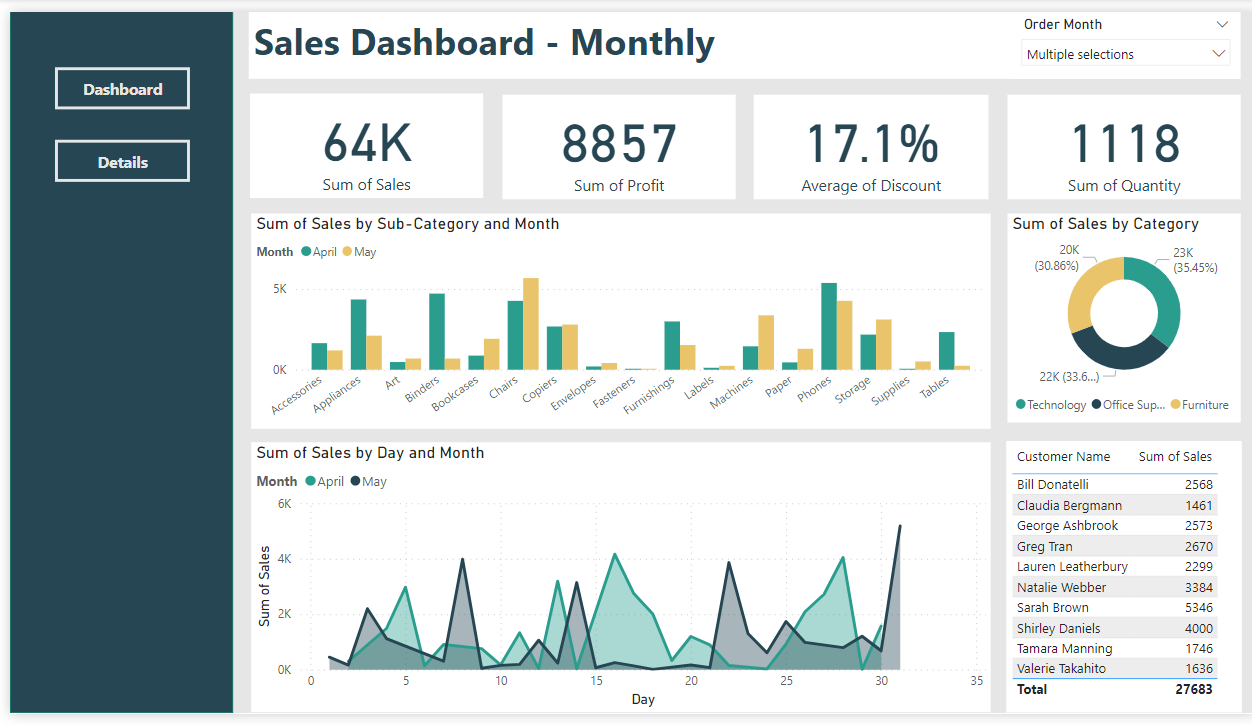 Dashboard
Details
Sales Dashboard - Monthly
Order Month
Multiple selections
64K
Sum of Sales
8857
Sum of Profit
17.1%
Average of Discount
1118
Sum of Quantity
Sum of Sales by Sub-Category and Month
Month April May
5K
0K
Accessories Appliances Art Binders Bookcases Chairs Copiers Envelopes Fasteners Furnishings Labels Machines Paper Phones Storage Supplies Tables
Sum of Sales by Category
20K
(30.86%)
23K
(35.45%)
22K (33.6...)
Technology Office Sup... Furniture
Sum of Sales by Day and Month
Month April May
Sum of Sales
6K
4K
2K
0K
0 5 10 15 20 25 30 35
Day
Customer Name Sum of Sales
Bill Donatelli 2568
Claudia Bergmann 1461
George Ashbrook 2573
Greg Tran 2670
Lauren Leatherbury 2299
Natalie Webber 3384
Sarah Brown 5346
Shirley Daniels 4000
Tamara Manning 1746
Valerie Takahito 1636
Total 27683